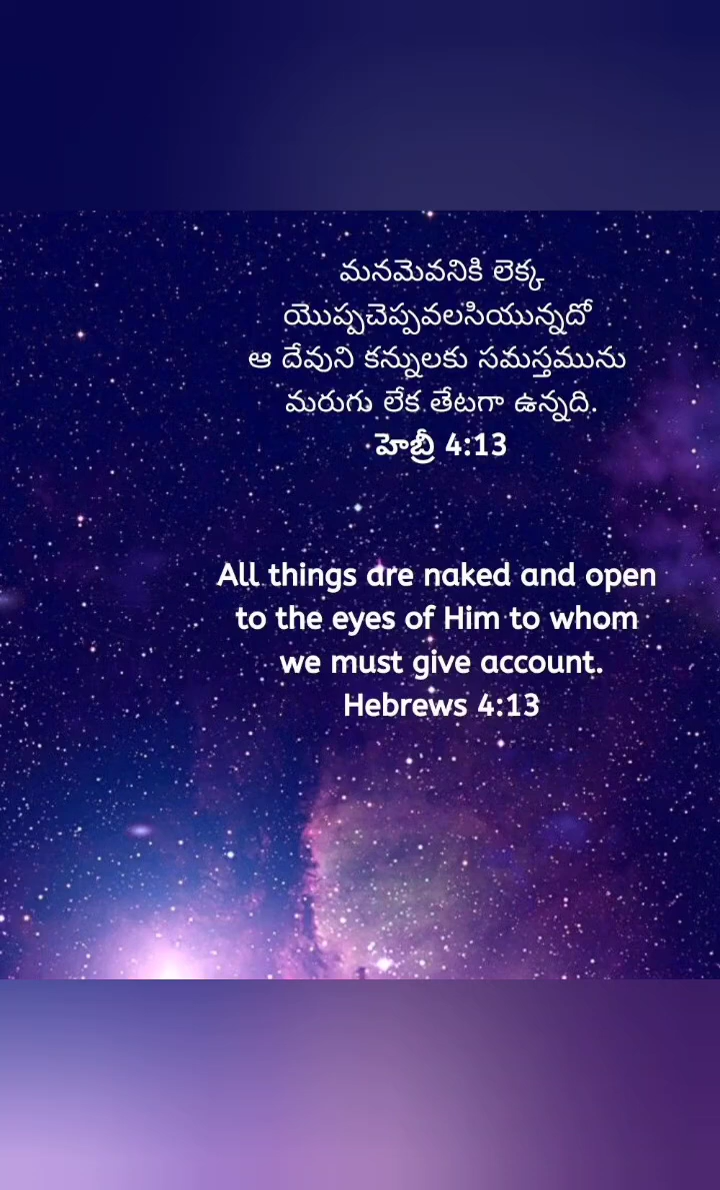 మనమెవనికి లెక్క
యొప్పచెప్పవలసియున్నదో
ఆ దేవుని కన్నులకు సమస్తమును
మరుగు లేక తేటగా ఉన్నది.
హెబ్రీ 4:13
All things are naked and open
to the eyes of Him to whom
we must give account.
Hebrews 4:13